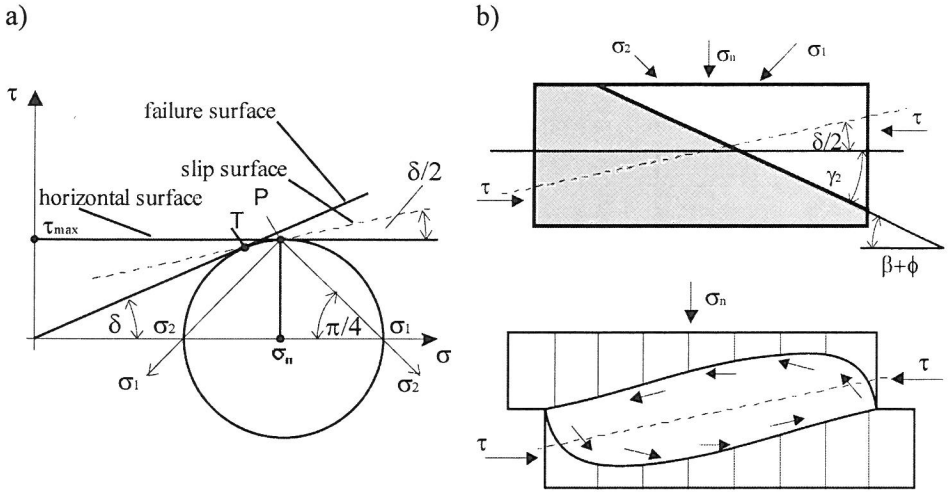 a)
τ
failure surface
slip surface
δ/2
horizontal surface
P
T
τmax
δ
σ2
π/4
σ1
σn
σ
σ1
σ2
b)
σ2
σn
σ1
τ
δ/2
τ
γ2
β+ϕ
σn
τ
τ